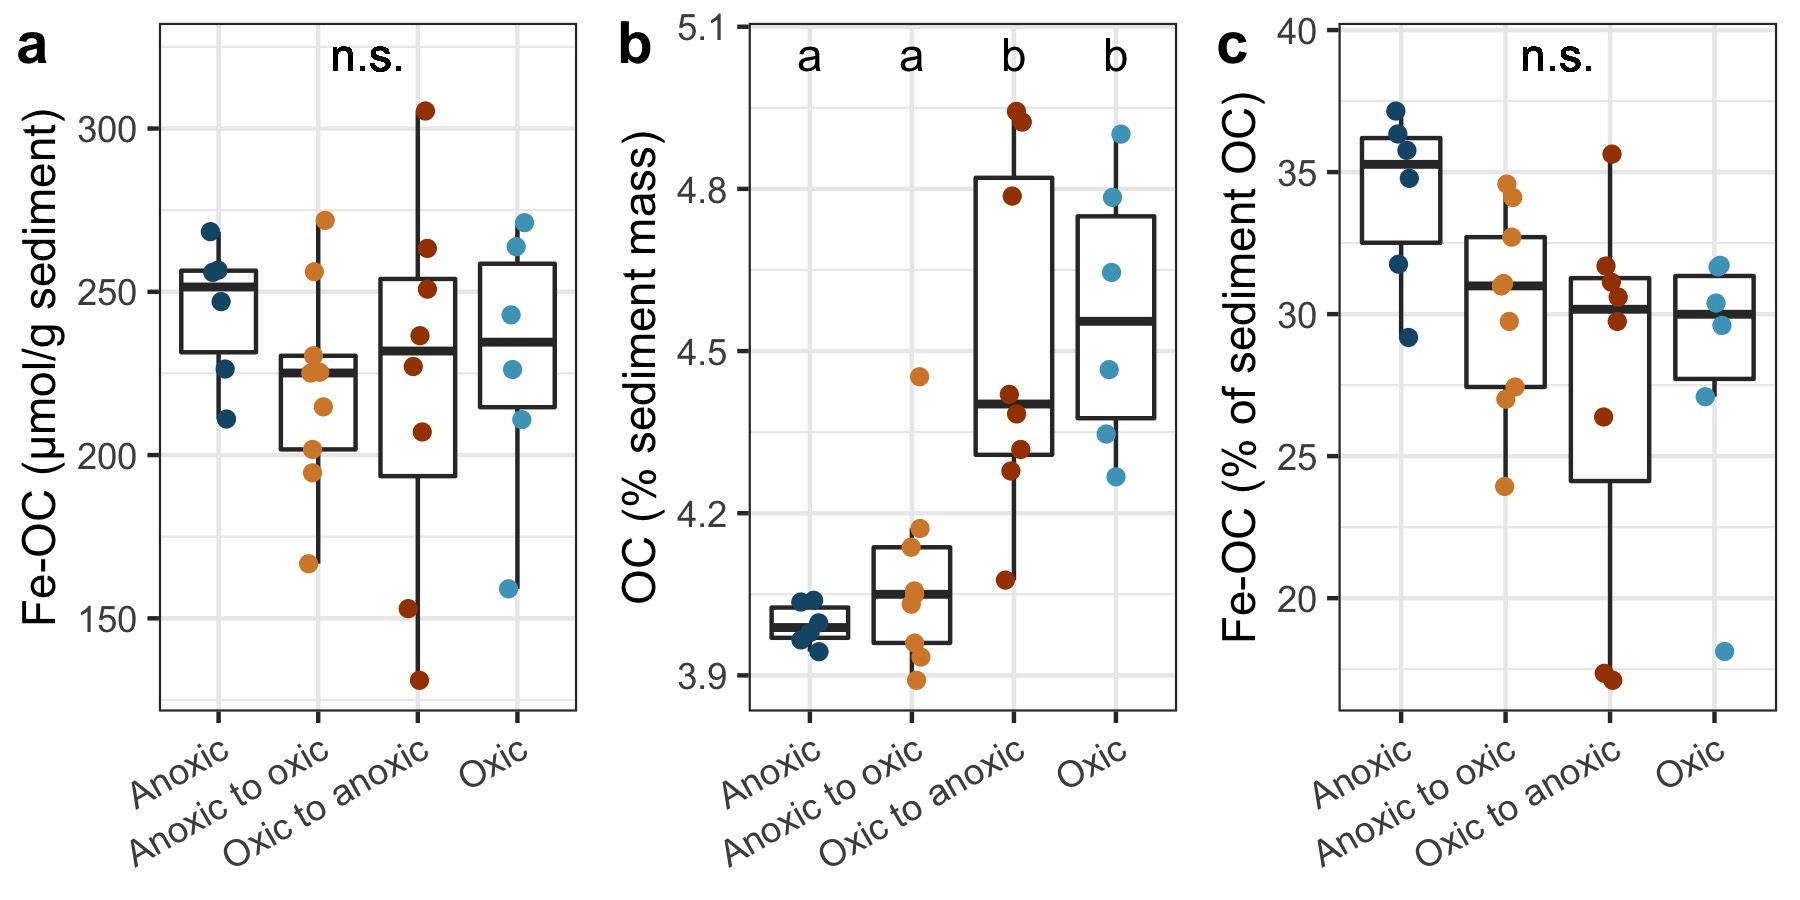 a
n.s.
Fe-OC (µmol/g sediment)
300
250
200
150
Anoxic
Anoxic to oxic
Oxic to anoxic
Oxic
b
a a b b
OC (% sediment mass)
5.1
4.8
4.5
4.2
3.9
Anoxic
Anoxic to oxic
Oxic to anoxic
Oxic
c
n.s.
Fe-OC (% of sediment OC)
40
35
30
25
20
Anoxic
Anoxic to oxic
Oxic to anoxic
Oxic